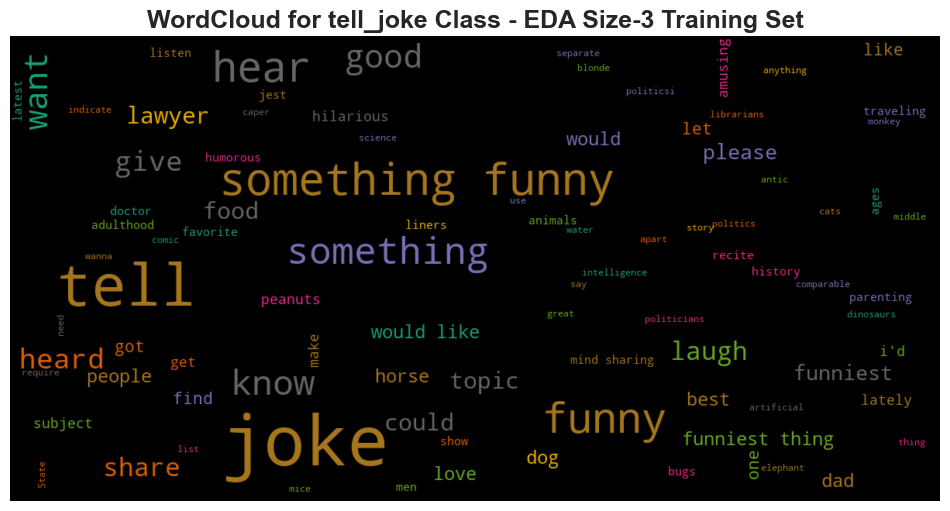 WordCloud for tell_joke Class - EDA Size-3 Training Set
listen
hear
good
separate
blonde
amusing
anything
like
latest
want
indicate
lawyer
jest
caper
hilarious
politicsi
librarians
traveling
monkey
science
would
let
please
give
humorous
something funny
antic
use
doctor
adulthood
comic
favorite
food
liners
animals
water
apart
story
politics
cats
ages
middle
wanna
tell
something
recite
history
intelligence
say
comparable
parenting
peanuts
great
politicians
dinosaurs
need
heard
got
get
require
people
make
would like
mind sharing
laugh
i'd
funniest
find
know
horse
topic
best
artificial
lately
subject
joke
could
funny
funniest thing
thing
State
list
share
show
love
men
mice
dog
bugs
one
elephant
dad